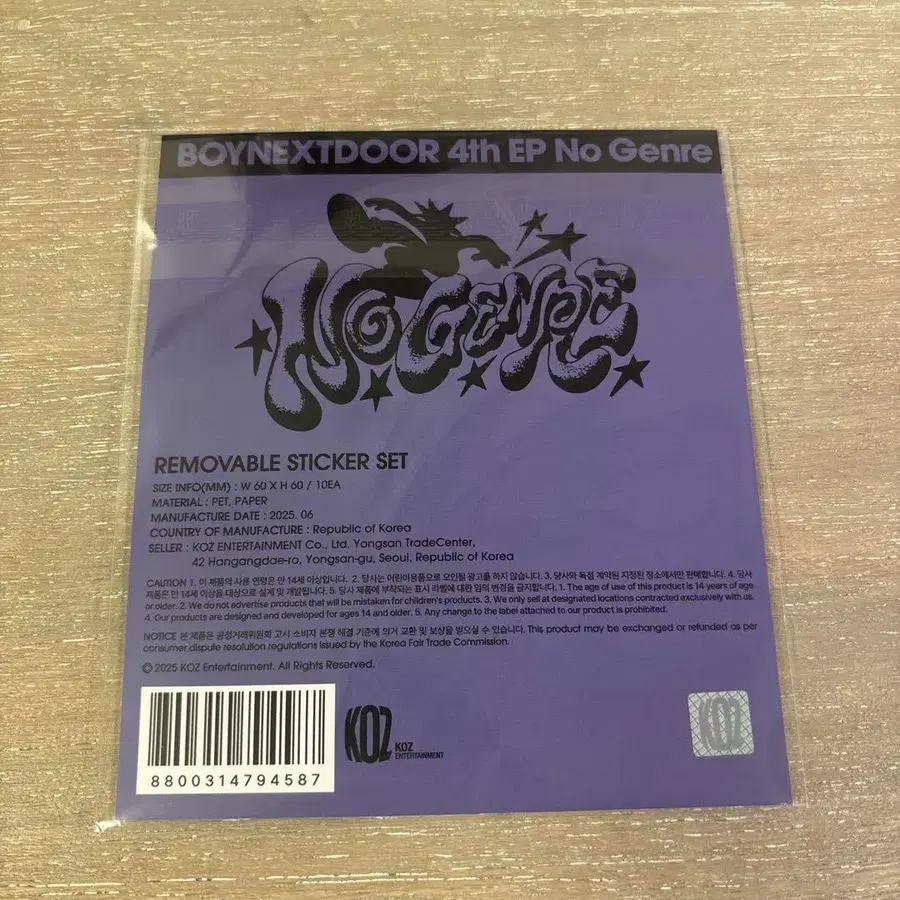 BOYNEXTDOOR 4th EP No Genre
NO GENRE
REMOVABLE STICKER SET
SIZE INFO(MM) : W 60 X H 60 / 10EA
MATERIAL : PET, PAPER
MANUFACTURE DATE : 2025. 06
COUNTRY OF MANUFACTURE : Republic of Korea
SELLER : KOZ ENTERTAINMENT Co., Ltd. Yongsan TradeCenter,
42 Hangangdae-ro, Yongsan-gu, Seoul, Republic of Korea
CAUTION 1. 이 제품의 사용 연령은 만 14세 이상입니다. 2. 당사는 어린이용품으로 오인될 광고를 하지 않습니다. 3. 당사와 독점 계약된 지정된 장소에서만 판매합니다. 4. 당사
제품은 만 14세 이상을 대상으로 설계 및 개발됩니다. 5. 당사 제품에 부착되는 표시 라벨에 대한 임의 변경을 금지합니다. 1. The age of use of this product is 14 years of age
or older. 2. We do not advertise products that will be mistaken for children's products. 3. We only sell at designated locations contracted exclusively with us.
4. Our products are designed and developed for ages 14 and older. 5. Any change to the label attached to our product is prohibited.
NOTICE 본 제품은 공정거래위원회 고시 소비자 분쟁 해결 기준에 의거 교환 및 보상을 받으실 수 있습니다. This product may be exchanged or refunded as per
consumer dispute resolution regulations issued by the Korea Fair Trade Commission.
© 2025 KOZ Entertainment. All Rights Reserved.
KOZ
KOZ
ENTERTAINMENT
KOZ
8800314794587